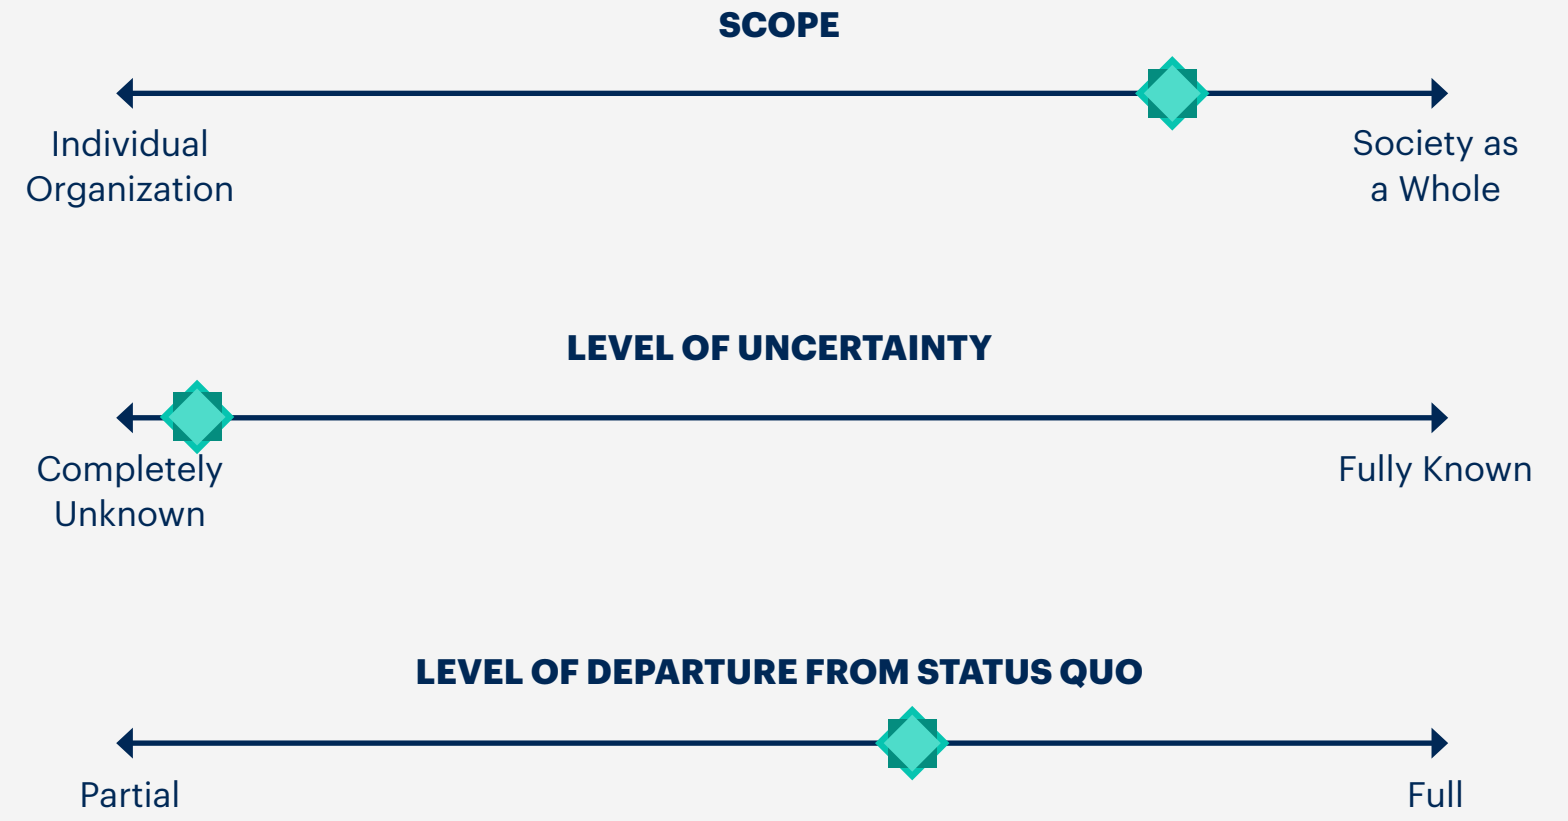 SCOPE
Individual
Organization
Society as
a Whole
LEVEL OF UNCERTAINTY
Completely
Unknown
Fully Known
LEVEL OF DEPARTURE FROM STATUS QUO
Partial
Full